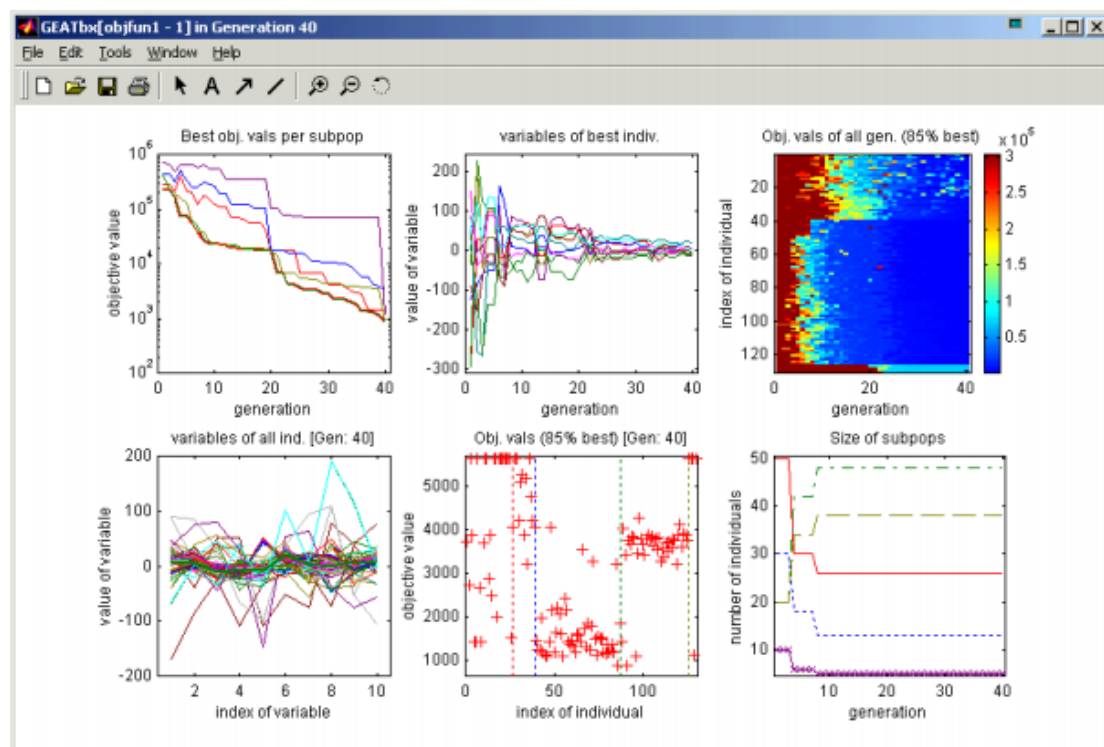 GEATbx[objfun1 - 1] in Generation 40
File Edit Tools Window Help
Best obj. vals per subpop
10^6
10^5
10^4
10^3
10^2
objective value
0 10 20 30 40
generation
variables of best indiv.
200
100
0
-100
-200
-300
value of variable
0 10 20 30 40
generation
Obj. vals of all gen. (85% best)
20
40
60
80
100
120
index of individual
0 10 20 30 40
generation
x 10^5
3
2.5
2
1.5
1
0.5
variables of all ind. [Gen: 40]
200
100
0
-100
-200
value of variable
2 4 6 8 10
index of variable
Obj. vals (85% best) [Gen: 40]
5000
4000
3000
2000
1000
objective value
0 50 100
index of individual
Size of subpops
50
40
30
20
10
number of individuals
10 20 30 40
generation